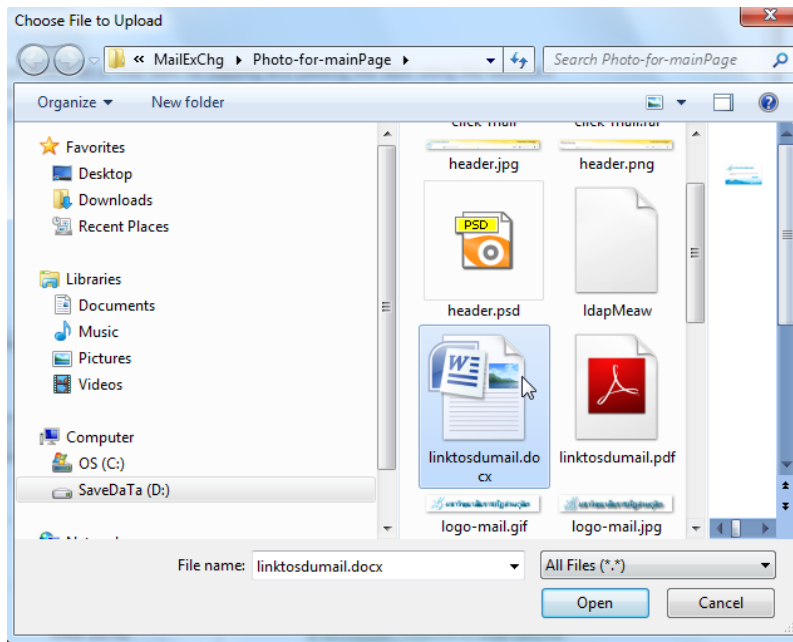 Choose File to Upload
« MailExChg ▸ Photo-for-mainPage ▸
Search Photo-for-mainPage
Organize
New folder
Favorites
Desktop
Downloads
Recent Places
Libraries
Documents
Music
Pictures
Videos
Computer
OS (C:)
SaveDaTa (D:)
header.jpg
header.png
PSD
header.psd
ldapMeaw
W
linktosdumail.do
cx
linktosdumail.pdf
logo-mail.gif
logo-mail.jpg
File name:
linktosdumail.docx
All Files (*.*)
Open
Cancel